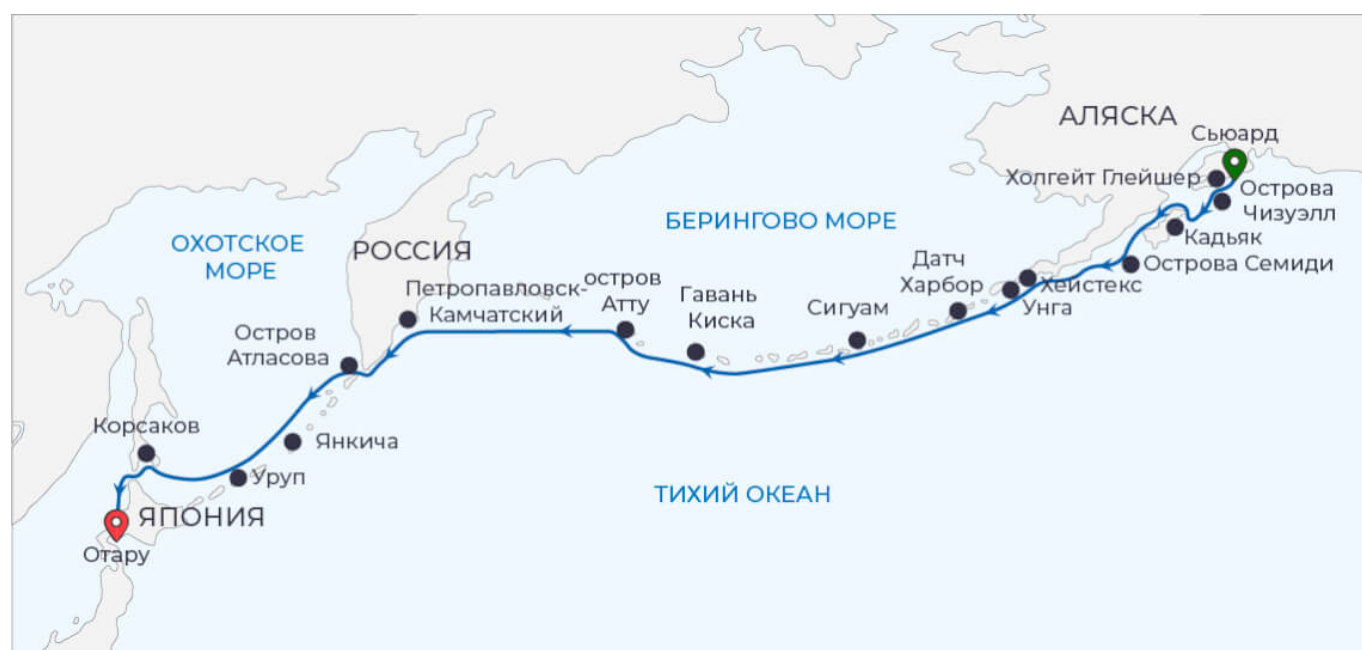 АЛЯСКА
Сьюард
Холгейт Глейшер
Острова
Чизуэлл
Кадьяк
Острова Семиди
БЕРИНГОВО МОРЕ
ОХОТСКОЕ
МОРЕ
РОССИЯ
Датч
Харбор
Хейстекс
Унга
остров
Атту
Гавань
Киска
Сигуам
Петропавловск-
Камчатский
Остров
Атласова
Корсаков
Янкича
Уруп
ТИХИЙ ОКЕАН
ЯПОНИЯ
Отару